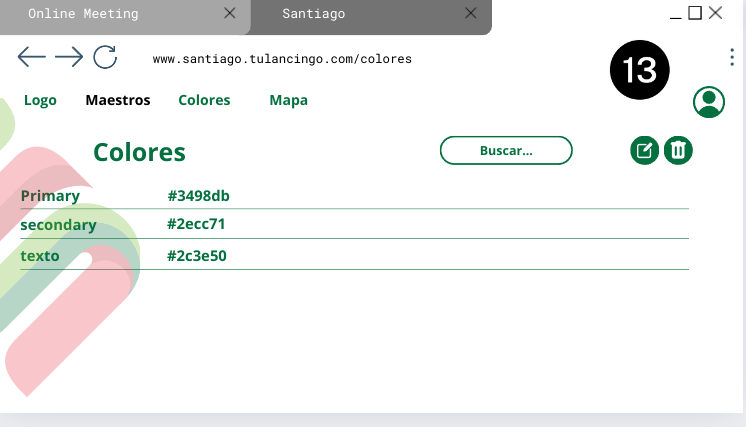 Online Meeting
Santiago
www.santiago.tulancingo.com/colores
13
Logo Maestros Colores Mapa
Colores
Buscar...
Primary #3498db
secondary #2ecc71
texto #2c3e50